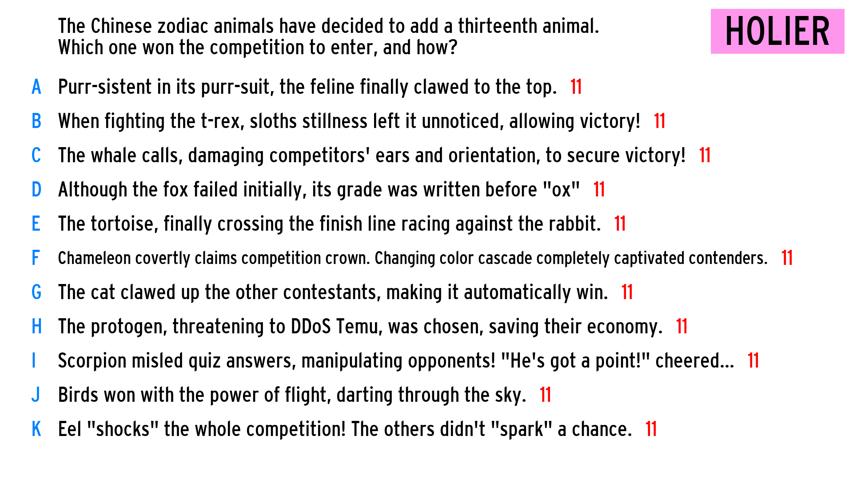 The Chinese zodiac animals have decided to add a thirteenth animal.
Which one won the competition to enter, and how?
HOLIER
A Purr-sistent in its purr-suit, the feline finally clawed to the top. 11
B When fighting the t-rex, sloths stillness left it unnoticed, allowing victory! 11
C The whale calls, damaging competitors' ears and orientation, to secure victory! 11
D Although the fox failed initially, its grade was written before "ox" 11
E The tortoise, finally crossing the finish line racing against the rabbit. 11
F Chameleon covertly claims competition crown. Changing color cascade completely captivated contenders. 11
G The cat clawed up the other contestants, making it automatically win. 11
H The protogen, threatening to DDoS Temu, was chosen, saving their economy. 11
I Scorpion misled quiz answers, manipulating opponents! "He's got a point!" cheered... 11
J Birds won with the power of flight, darting through the sky. 11
K Eel "shocks" the whole competition! The others didn't "spark" a chance. 11